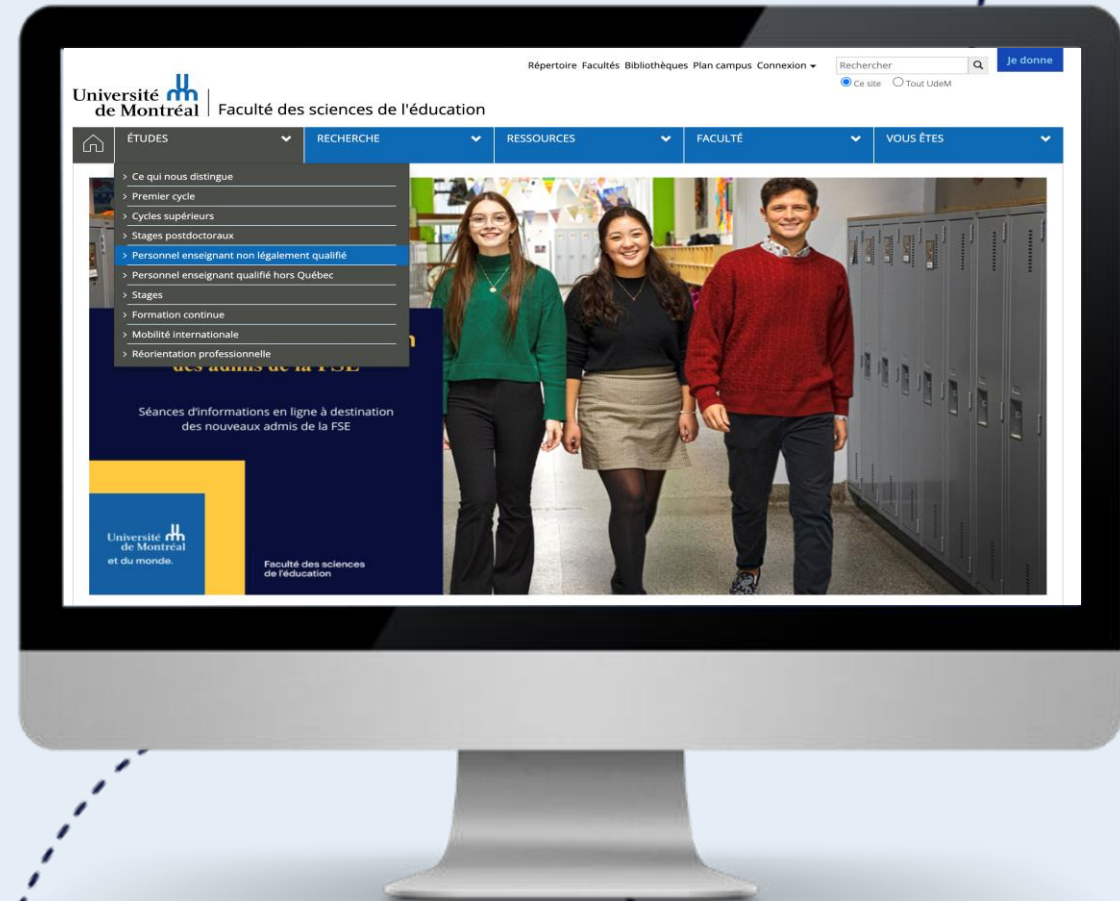 Répertoire Facultés Bibliothèques Plan campus Connexion
Rechercher
Je donne
Ce site Tout UdeM
Université
de Montréal
Faculté des sciences de l'éducation
ÉTUDES RECHERCHE RESSOURCES FACULTÉ VOUS ÊTES
> Ce qui nous distingue
> Premier cycle
> Cycles supérieurs
> Stages postdoctoraux
> Personnel enseignant non légalement qualifié
> Personnel enseignant qualifié hors Québec
> Stages
> Formation continue
> Mobilité internationale
> Réorientation professionnelle
des admis de la FSE
Séances d'informations en ligne à destination
des nouveaux admis de la FSE
Université
de Montréal
et du monde.
Faculté des sciences
de l'éducation